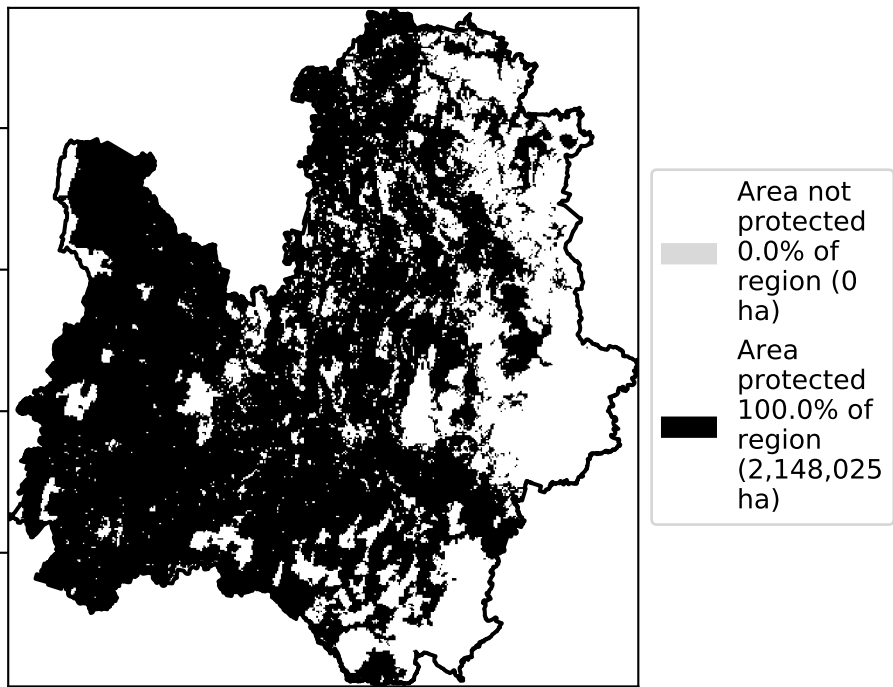 Area not
protected
0.0% of
region (0
ha)
Area
protected
100.0% of
region
(2,148,025
ha)